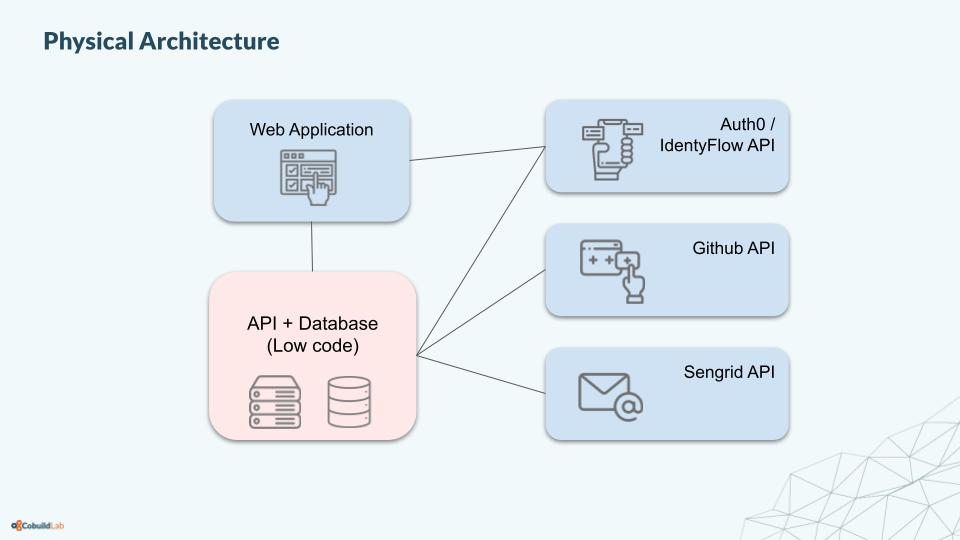 Physical Architecture
Web Application
Auth0 /
IdentyFlow API
Github API
API + Database
(Low code)
Sengrid API
CobuildLab